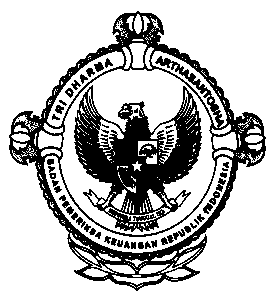 TRI DHARMA
ARTHASANTOSHA
BADAN PEMERIKSA KEUANGAN REPUBLIK INDONESIA